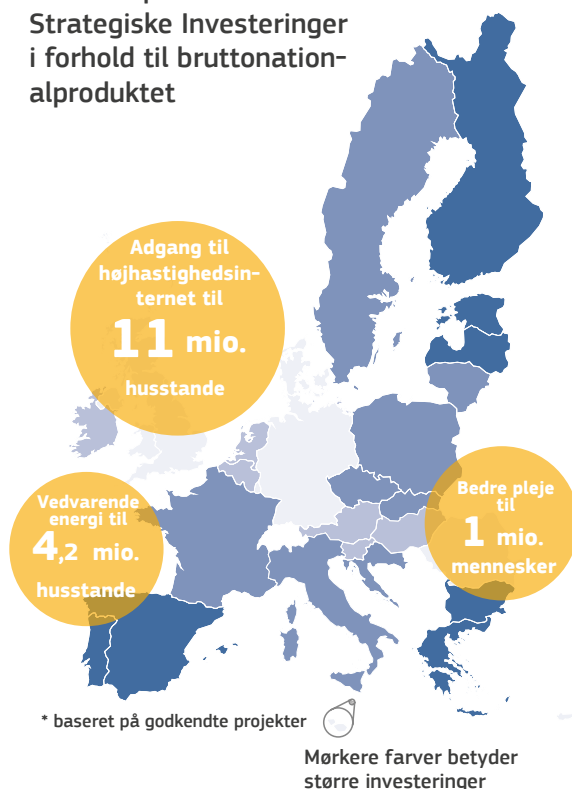 Strategiske Investeringer
i forhold til bruttonation-
alproduktet
Adgang til
højhastighedsin-
ternet til
11 mio.
husstande
Vedvarende
energi til
4,2 mio.
husstande
Bedre pleje
til
1 mio.
mennesker
* baseret på godkendte projekter
Mørkere farver betyder
større investeringer